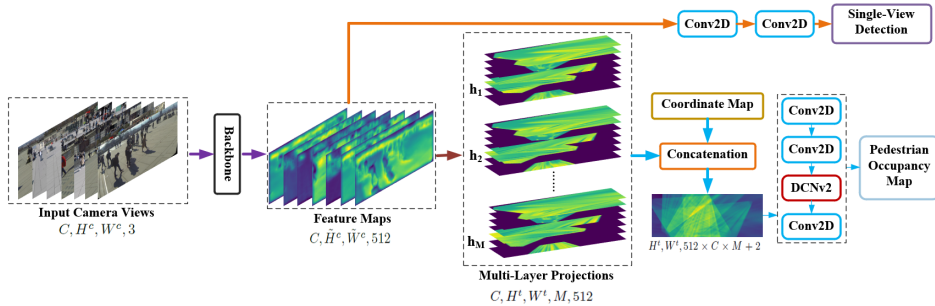 Conv2D
Conv2D
Single-View
Detection
Input Camera Views
C, H^c, W^c, 3
Backbone
Feature Maps
C, H̃^c, W̃^c, 512
h₁
h₂
h_M
Multi-Layer Projections
C, H^t, W^t, M, 512
Coordinate Map
Concatenation
H^t, W^t, 512 × C × M + 2
Conv2D
Conv2D
DCNv2
Conv2D
Pedestrian
Occupancy
Map